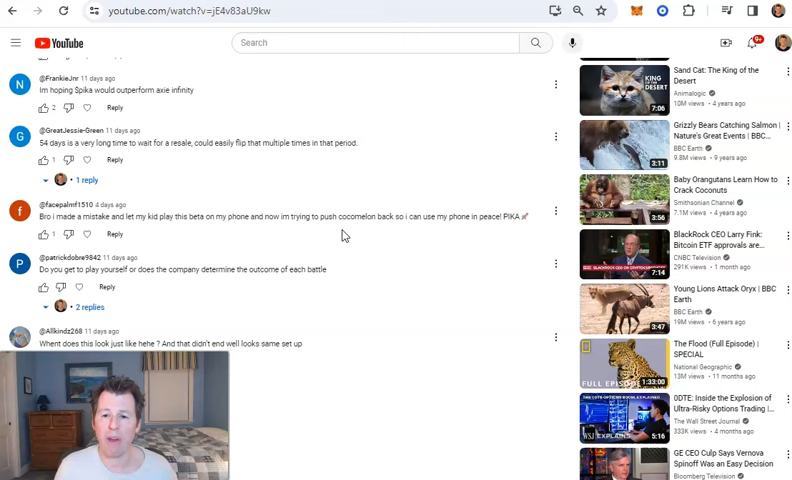 youtube.com/watch?v=jE4v83aU9kw
YouTube
Search
9+
@FrankieJnr 11 days ago
Im hoping $pika would outperform axie infinity
2 Reply
@GreatJessie-Green 11 days ago
54 days is a very long time to wait for a resale, could easily flip that multiple times in that period.
1 Reply
1 reply
@facepalmf1510 4 days ago
Bro i made a mistake and let my kid play this beta on my phone and now im trying to push cocomelon back so i can use my phone in peace! PIKA 🚀
1 Reply
@patrickdobre9842 11 days ago
Do you get to play yourself or does the company determine the outcome of each battle
Reply
2 replies
@Allkindz268 11 days ago
Whent does this look just like hehe ? And that didn't end well looks same set up
KING OF THE DESERT
7:06
Sand Cat: The King of the
Desert
Animalogic
10M views • 4 years ago
3:11
Grizzly Bears Catching Salmon |
Nature's Great Events | BBC...
BBC Earth
9.8M views • 9 years ago
3:56
Baby Orangutans Learn How to
Crack Coconuts
Smithsonian Channel
7.1M views • 4 years ago
7:14
BlackRock CEO Larry Fink:
Bitcoin ETF approvals are...
CNBC Television
291K views • 1 month ago
3:47
Young Lions Attack Oryx | BBC
Earth
BBC Earth
19M views • 6 years ago
FULL EPISODE
1:33:00
The Flood (Full Episode) |
SPECIAL
National Geographic
13M views • 11 months ago
WSJ EXPLAINS
5:16
0DTE: Inside the Explosion of
Ultra-Risky Options Trading |...
The Wall Street Journal
333K views • 4 months ago
GE CEO Culp Says Vernova
Spinoff Was an Easy Decision
Bloomberg Television